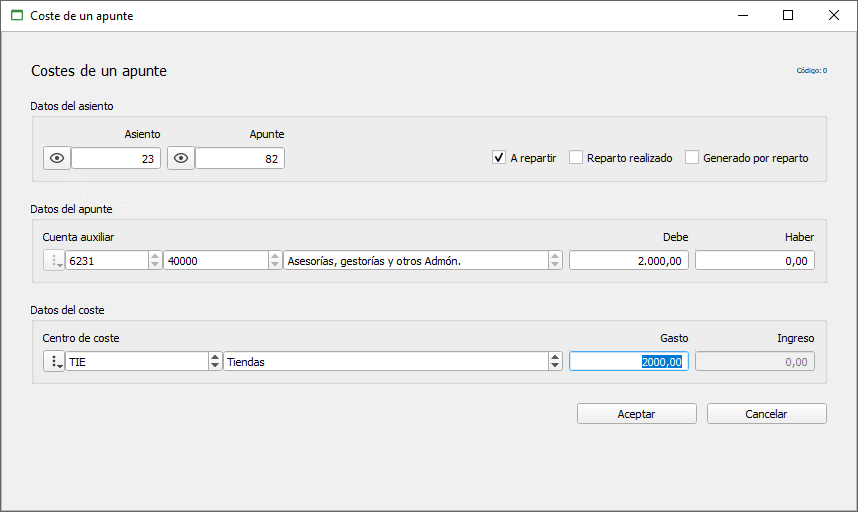 Coste de un apunte
Costes de un apunte
Código: 0
Datos del asiento
Asiento Apunte
23 82 A repartir Reparto realizado Generado por reparto
Datos del apunte
Cuenta auxiliar Debe Haber
6231 40000 Asesorías, gestorías y otros Admón. 2.000,00 0,00
Datos del coste
Centro de coste Gasto Ingreso
TIE Tiendas 2000,00 0,00
Aceptar Cancelar